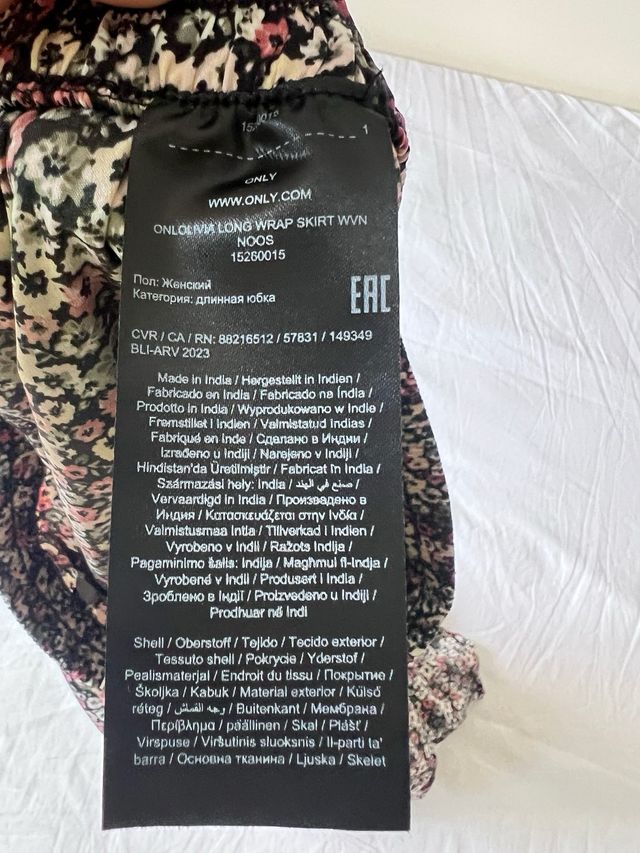 1
ONLY
WWW.ONLY.COM
ONLOLIVIA LONG WRAP SKIRT WVN
NOOS
15260015
Пол: Женский
Категория: длинная юбка
EAC
CVR / CA / RN: 88216512 / 57831 / 149349
BLI-ARV 2023
Made in India / Hergestellt in Indien /
Fabricado en India / Fabricado na Índia /
Prodotto in India / Wyprodukowano w Indie /
Fremstillet i Indien / Valmistatud Indias /
Fabriqué en Inde / Сделано в Индии /
Izrađeno u Indiji / Narejeno v Indiji /
Hindistan'da Üretilmiştir / Fabricat în India /
Származási hely: India / صنع في الهند /
Vervaardigd in India / Произведено в
Индия / Κατασκευάζεται στην Ινδία /
Valmistusmaa Intia / Tillverkad i Indien /
Vyrobeno v Indii / Ražots Indija /
Pagaminimo šalis: Indija / Magħmul fl-Indja /
Vyrobené v Indii / Produsert i India /
Зроблено в Індії / Proizvedeno u Indiji /
Prodhuar në Indi
Shell / Oberstoff / Tejido / Tecido exterior /
Tessuto shell / Pokrycie / Yderstof /
Pealismaterjal / Endroit du tissu / Покрытие /
Školjka / Kabuk / Material exterior / Külső
réteg / وجه القماش / Buitenkant / Мембрана /
Περίβλημα / päällinen / Skal / Plášť /
Virspuse / Viršutinis sluoksnis / Il-parti ta'
barra / Основна тканина / Ljuska / Skelet